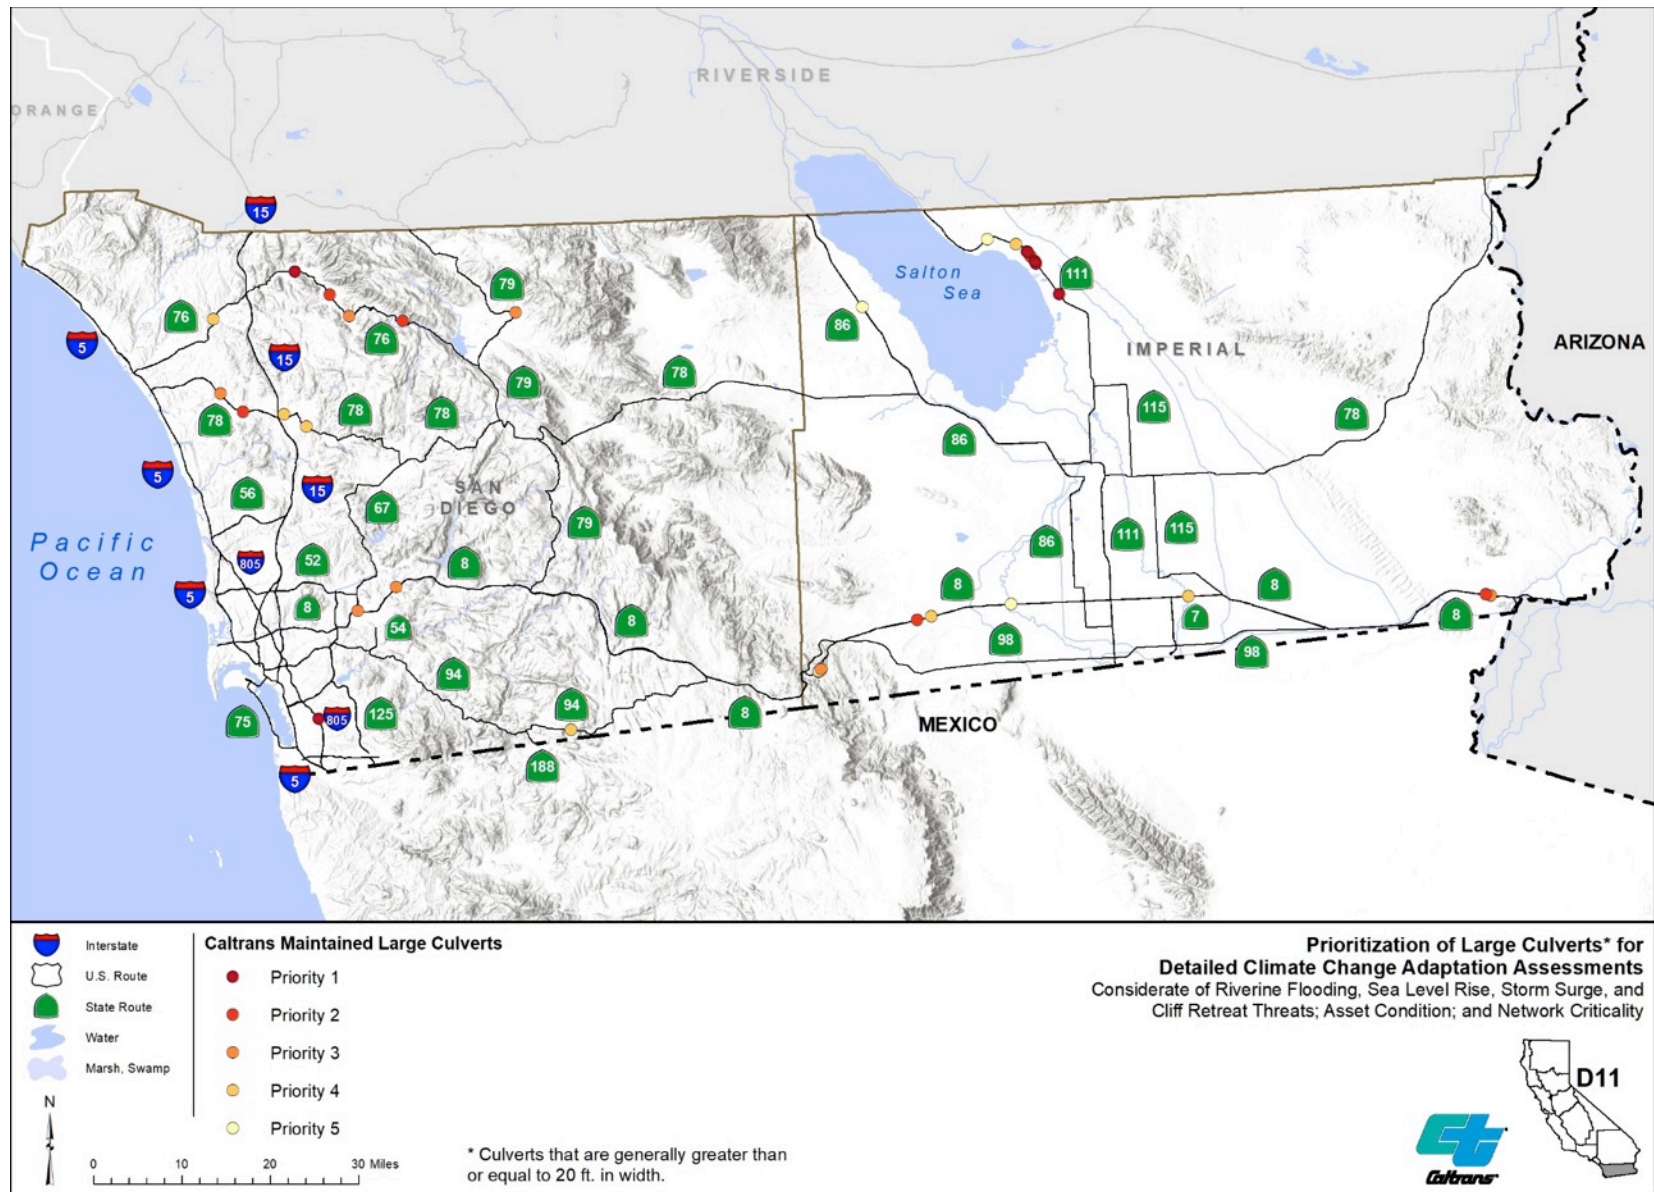 RIVERSIDE
ORANGE
15
Salton
Sea
79
111
76
86
5
76
15
IMPERIAL
ARIZONA
79
78
78
78
78
115
78
86
5
56
15
67
SAN
DIEGO
79
86
111
115
Pacific
Ocean
805
52
8
8
8
5
8
54
8
7
8
98
98
94
94
75
805
125
8
MEXICO
188
5
Interstate
U.S. Route
State Route
Water
Marsh, Swamp
N
0 10 20 30 Miles
Caltrans Maintained Large Culverts
Priority 1
Priority 2
Priority 3
Priority 4
Priority 5
* Culverts that are generally greater than
or equal to 20 ft. in width.
Prioritization of Large Culverts* for
Detailed Climate Change Adaptation Assessments
Considerate of Riverine Flooding, Sea Level Rise, Storm Surge, and
Cliff Retreat Threats; Asset Condition; and Network Criticality
D11
Caltrans